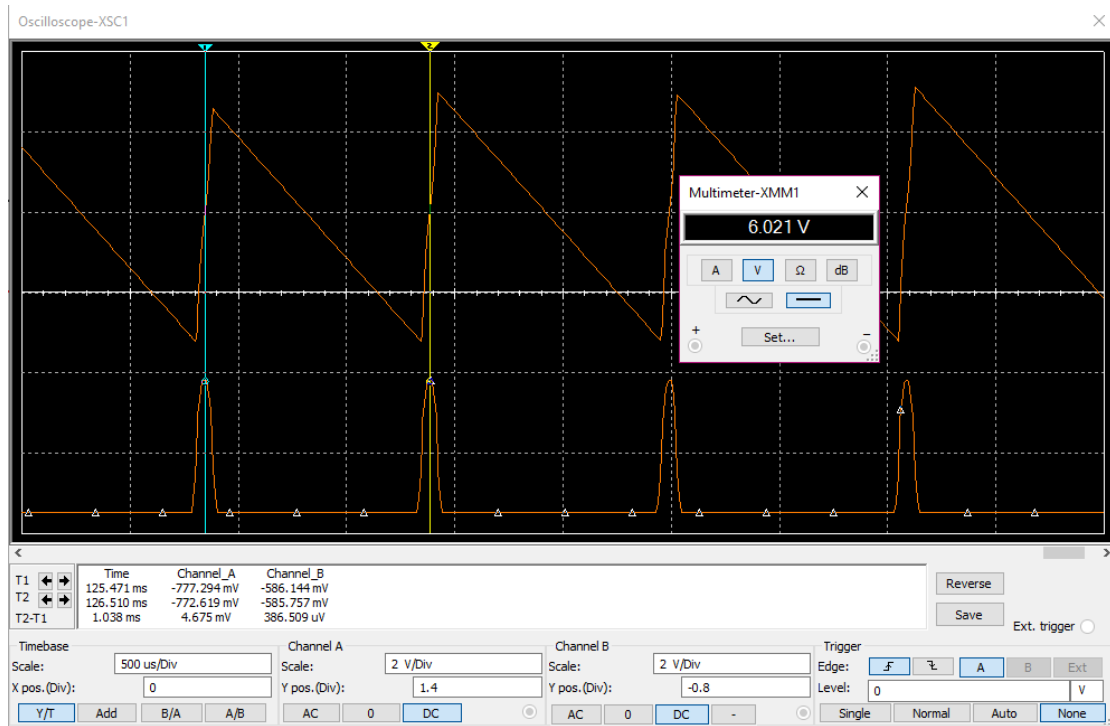 Oscilloscope-XSC1
1
2
Multimeter-XMM1
6.021 V
A V Ω dB
+ Set... -
T1
T2
T2-T1
Time Channel_A Channel_B
125.471 ms -777.294 mV -586.144 mV
126.510 ms -772.619 mV -585.757 mV
1.038 ms 4.675 mV 386.509 uV
Reverse
Save
Ext. trigger
Timebase
Scale: 500 us/Div
X pos.(Div): 0
Y/T Add B/A A/B
Channel A
Scale: 2 V/Div
Y pos.(Div): 1.4
AC 0 DC
Channel B
Scale: 2 V/Div
Y pos.(Div): -0.8
AC 0 DC -
Trigger
Edge: A B Ext
Level: 0 V
Single Normal Auto None